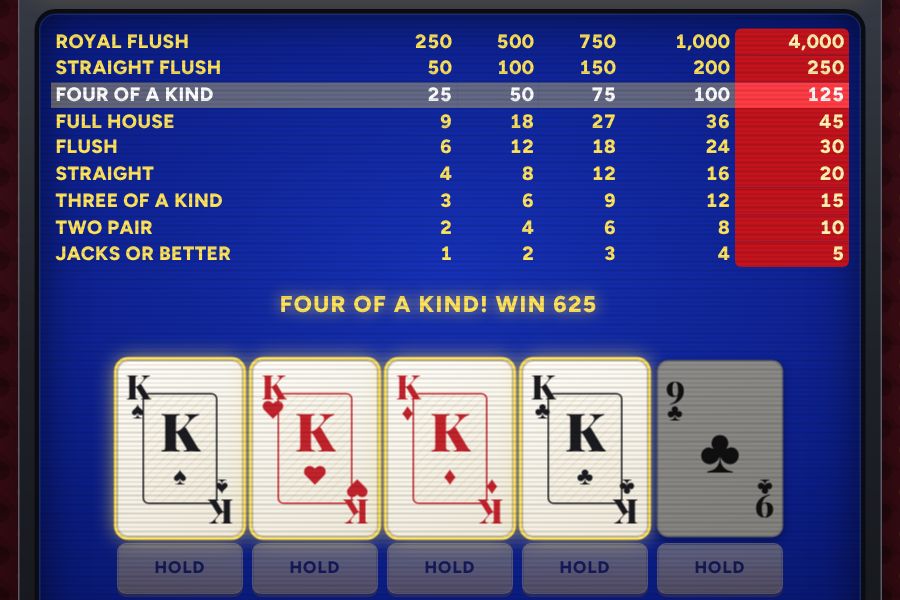 ROYAL FLUSH 250 500 750 1,000 4,000
STRAIGHT FLUSH 50 100 150 200 250
FOUR OF A KIND 25 50 75 100 125
FULL HOUSE 9 18 27 36 45
FLUSH 6 12 18 24 30
STRAIGHT 4 8 12 16 20
THREE OF A KIND 3 6 9 12 15
TWO PAIR 2 4 6 8 10
JACKS OR BETTER 1 2 3 4 5
FOUR OF A KIND! WIN 625
K K K K 9
K K K K
K K K K 9
HOLD HOLD HOLD HOLD HOLD